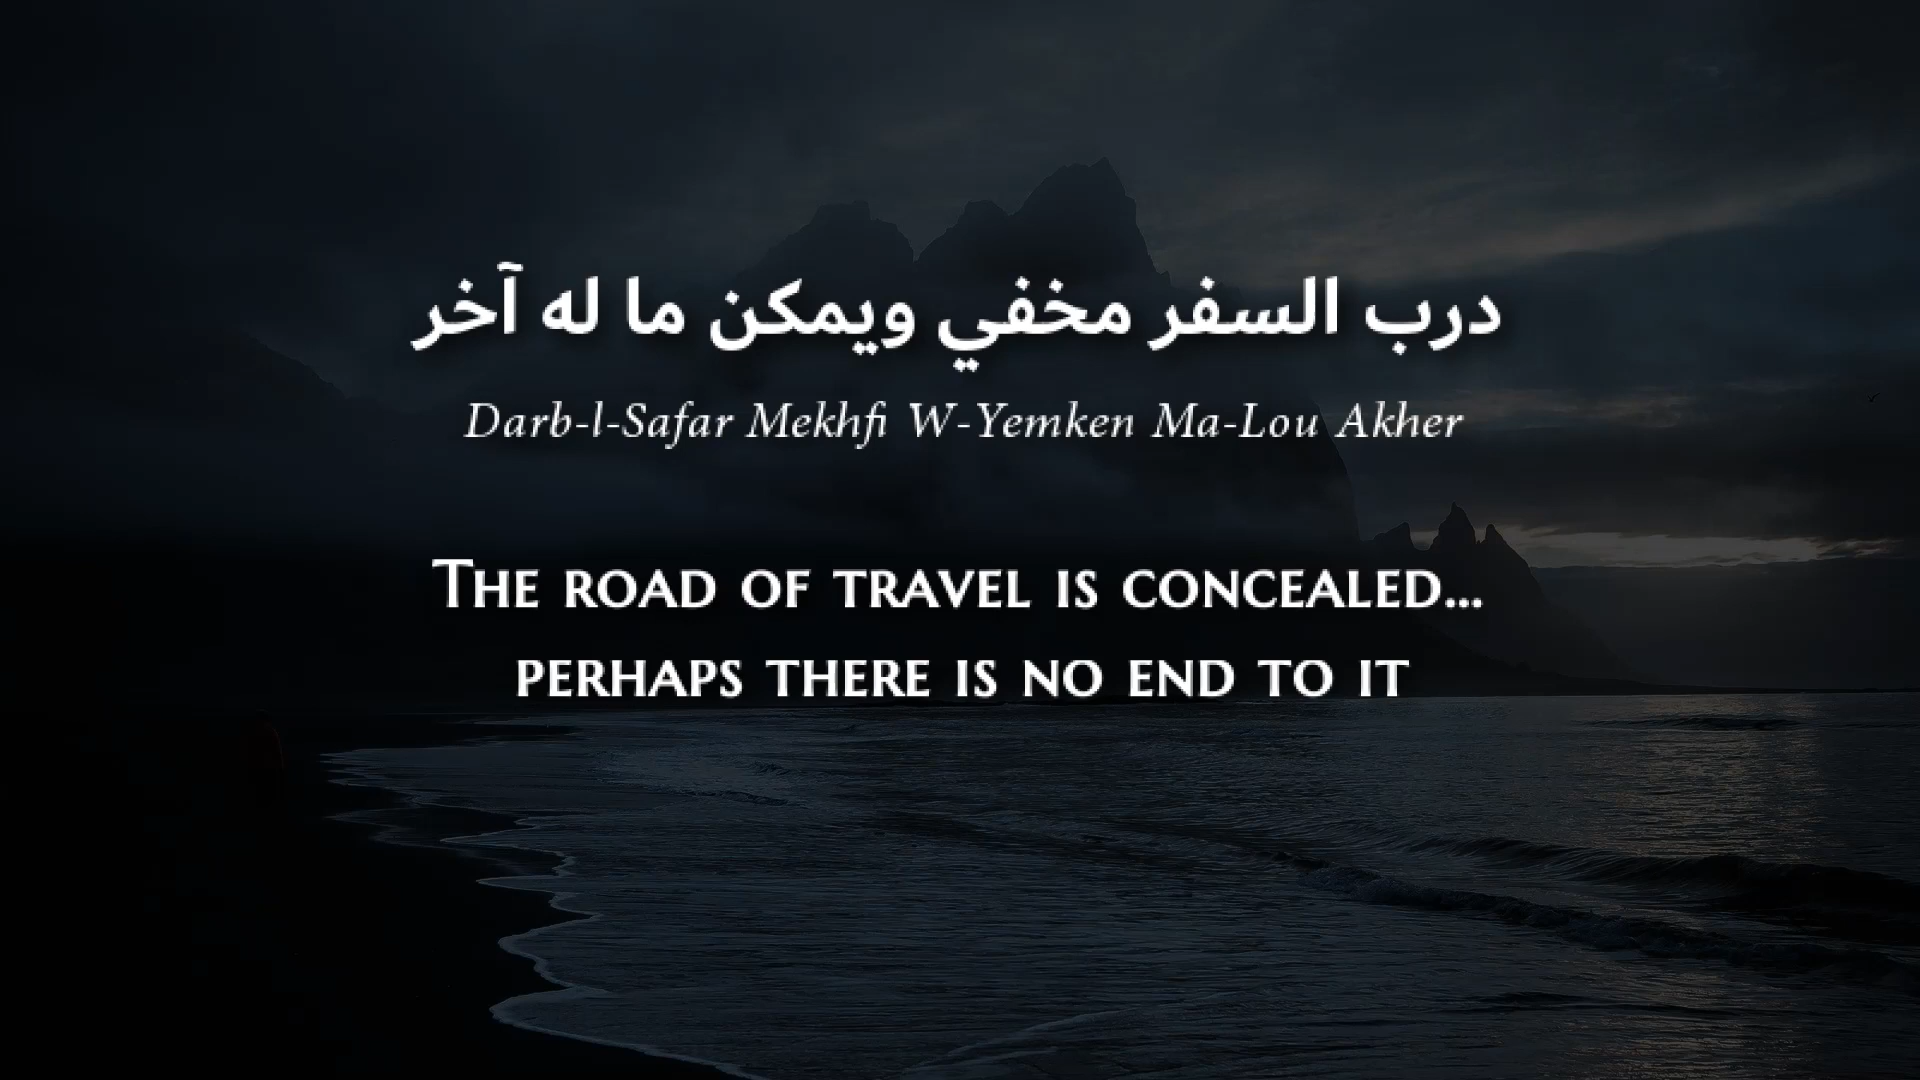 درب السفر مخفي ويمكن ما له آخر
Darb-l-Safar Mekhfi W-Yemken Ma-Lou Akher
The road of travel is concealed...
perhaps there is no end to it